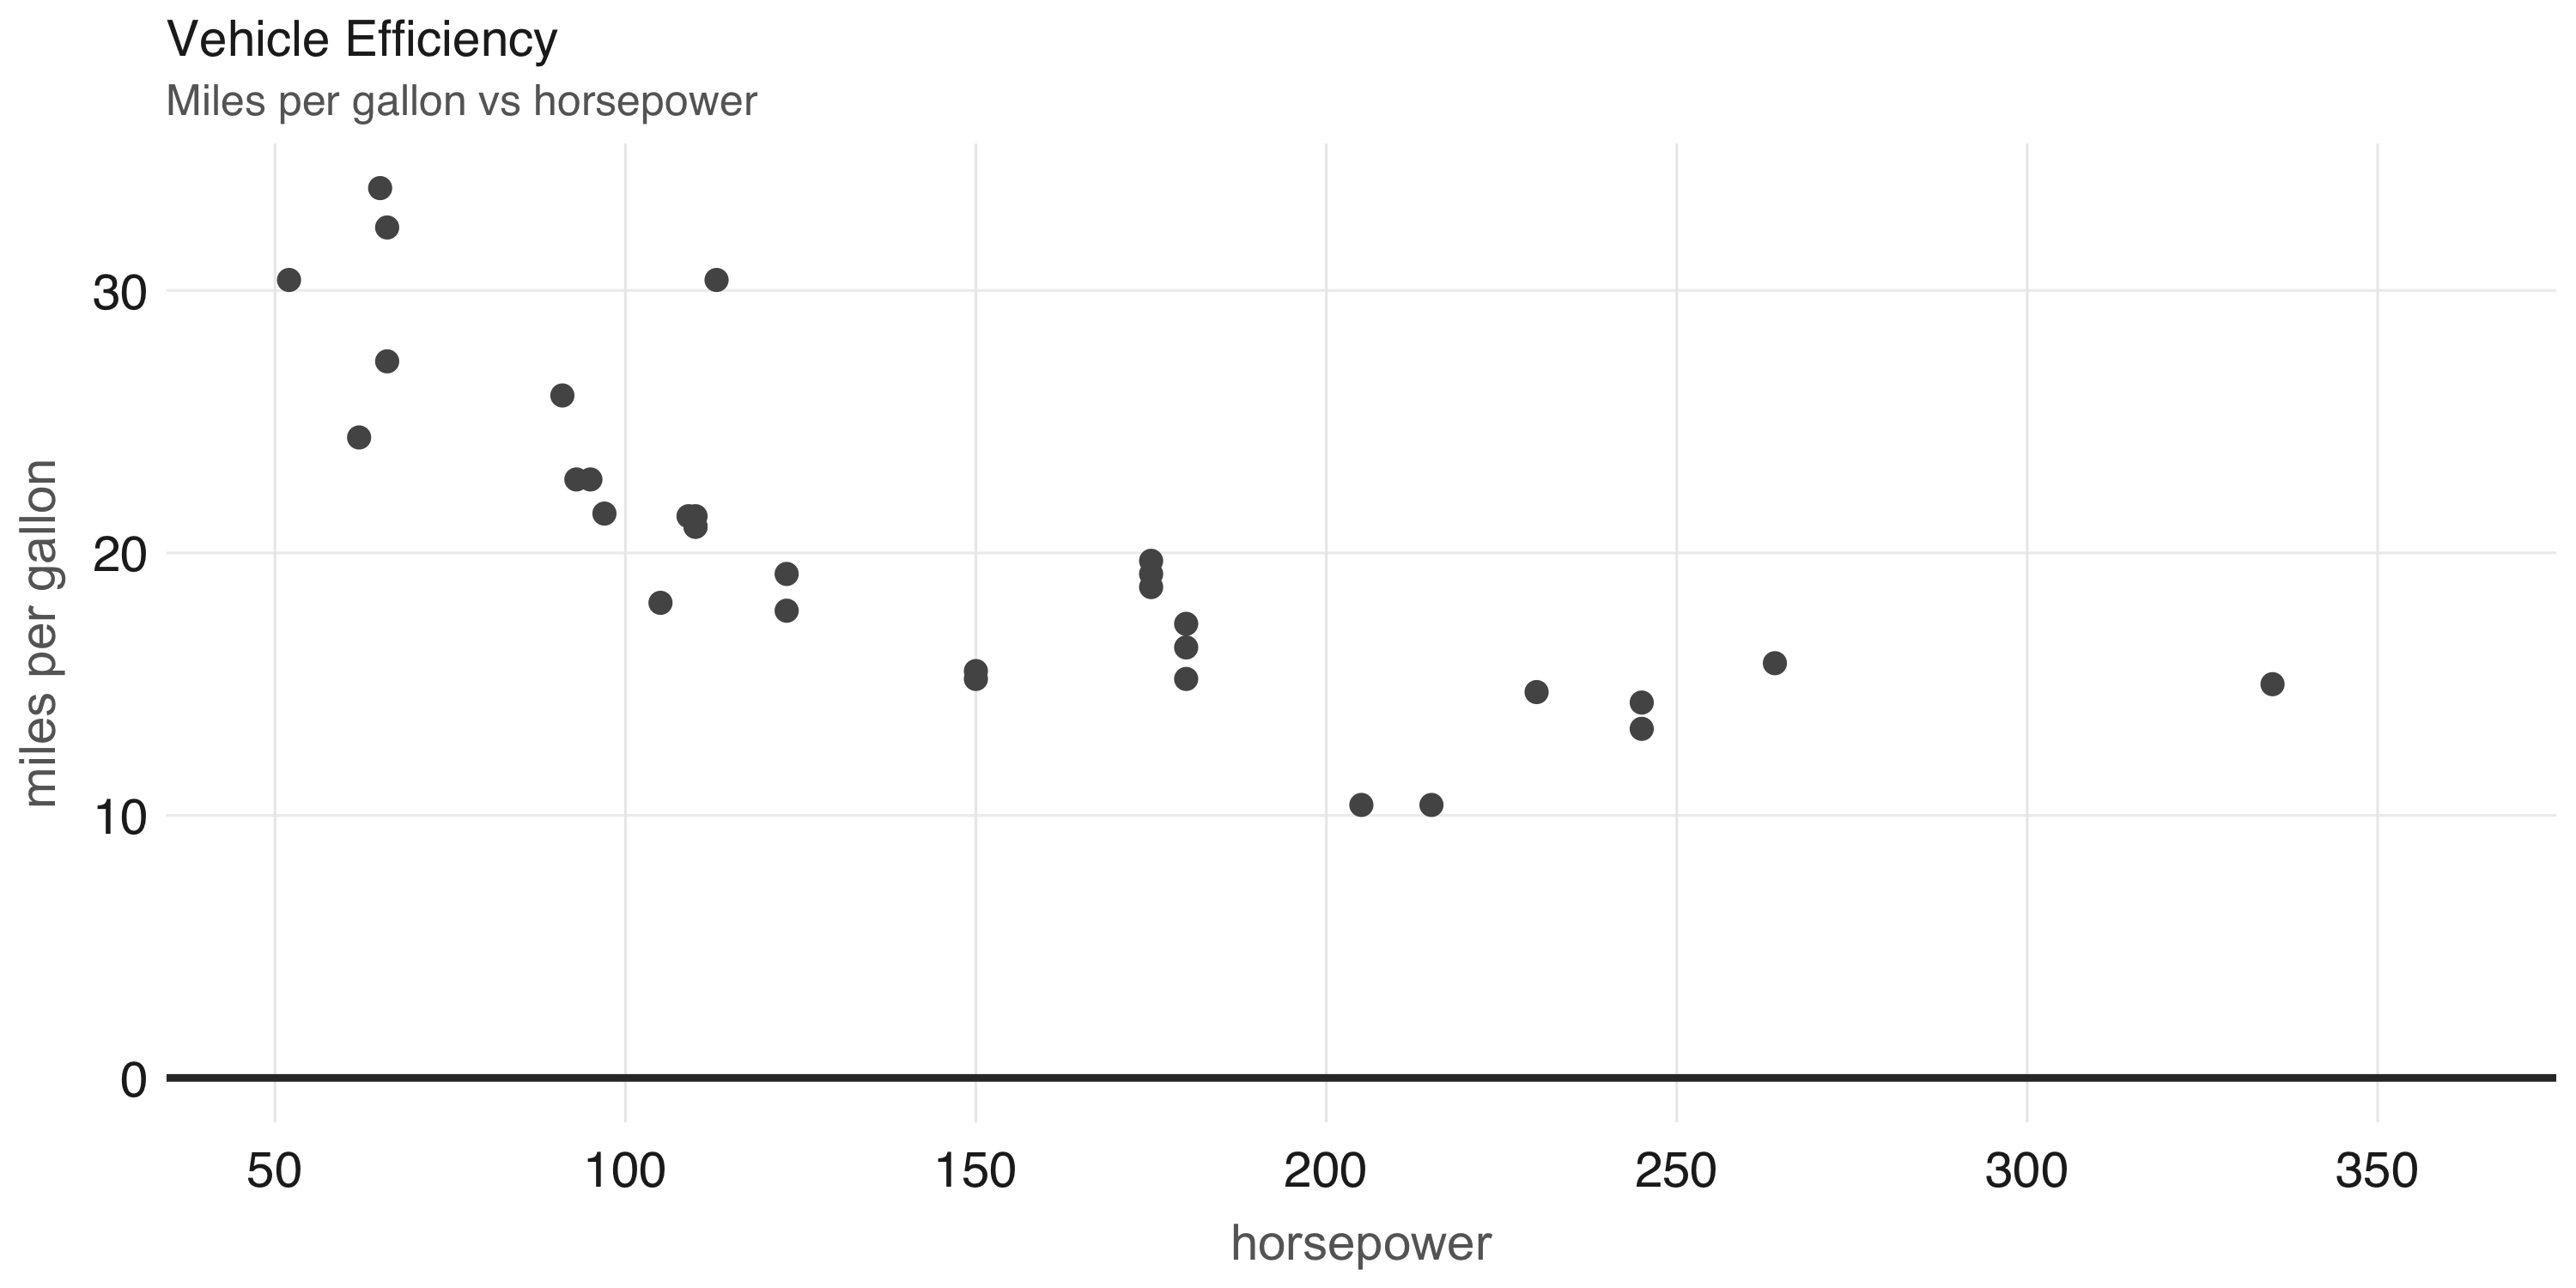 Vehicle Efficiency
Miles per gallon vs horsepower
miles per gallon
30
20
10
0
50 100 150 200 250 300 350
horsepower